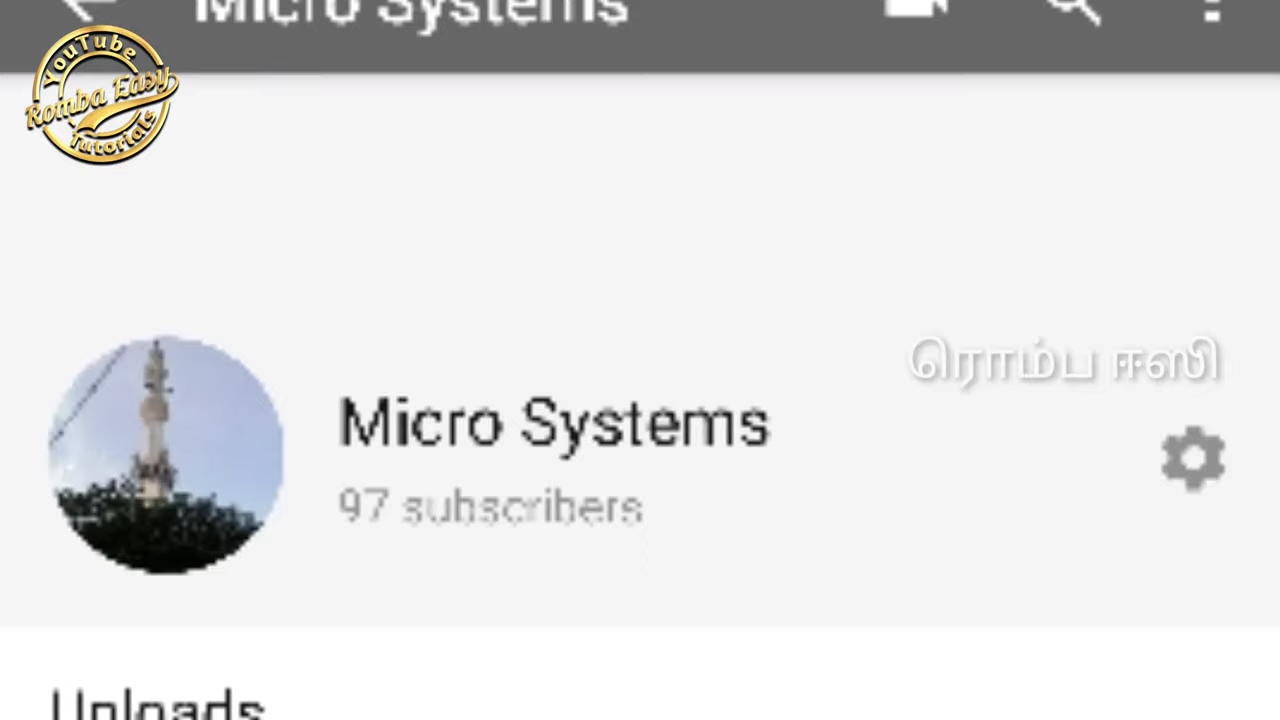 Micro Systems
YouTube
Romba Easy
Tutorials
ரொம்ப ஈஸி
Micro Systems
97 subscribers
Uploads